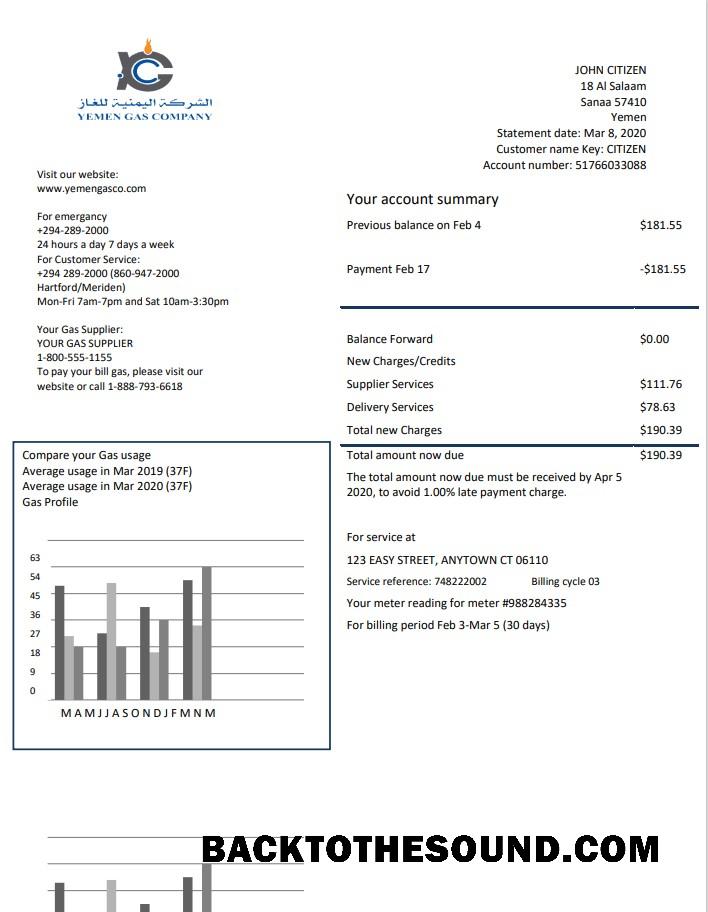 الشركة اليمنية للغاز
YEMEN GAS COMPANY
JOHN CITIZEN
18 Al Salaam
Sanaa 57410
Yemen
Statement date: Mar 8, 2020
Customer name Key: CITIZEN
Account number: 51766033088
Visit our website:
www.yemengasco.com
For emergancy
+294-289-2000
24 hours a day 7 days a week
For Customer Service:
+294 289-2000 (860-947-2000
Hartford/Meriden)
Mon-Fri 7am-7pm and Sat 10am-3:30pm
Your Gas Supplier:
YOUR GAS SUPPLIER
1-800-555-1155
To pay your bill gas, please visit our
website or call 1-888-793-6618
Your account summary
Previous balance on Feb 4 $181.55
Payment Feb 17 -$181.55
Balance Forward $0.00
New Charges/Credits
Supplier Services $111.76
Delivery Services $78.63
Total new Charges $190.39
Total amount now due $190.39
The total amount now due must be received by Apr 5
2020, to avoid 1.00% late payment charge.
For service at
123 EASY STREET, ANYTOWN CT 06110
Service reference: 748222002 Billing cycle 03
Your meter reading for meter #988284335
For billing period Feb 3-Mar 5 (30 days)
Compare your Gas usage
Average usage in Mar 2019 (37F)
Average usage in Mar 2020 (37F)
Gas Profile
63
54
45
36
27
18
9
0
M A M J J A S O N D J F M N M
BACKTOTHESOUND.COM